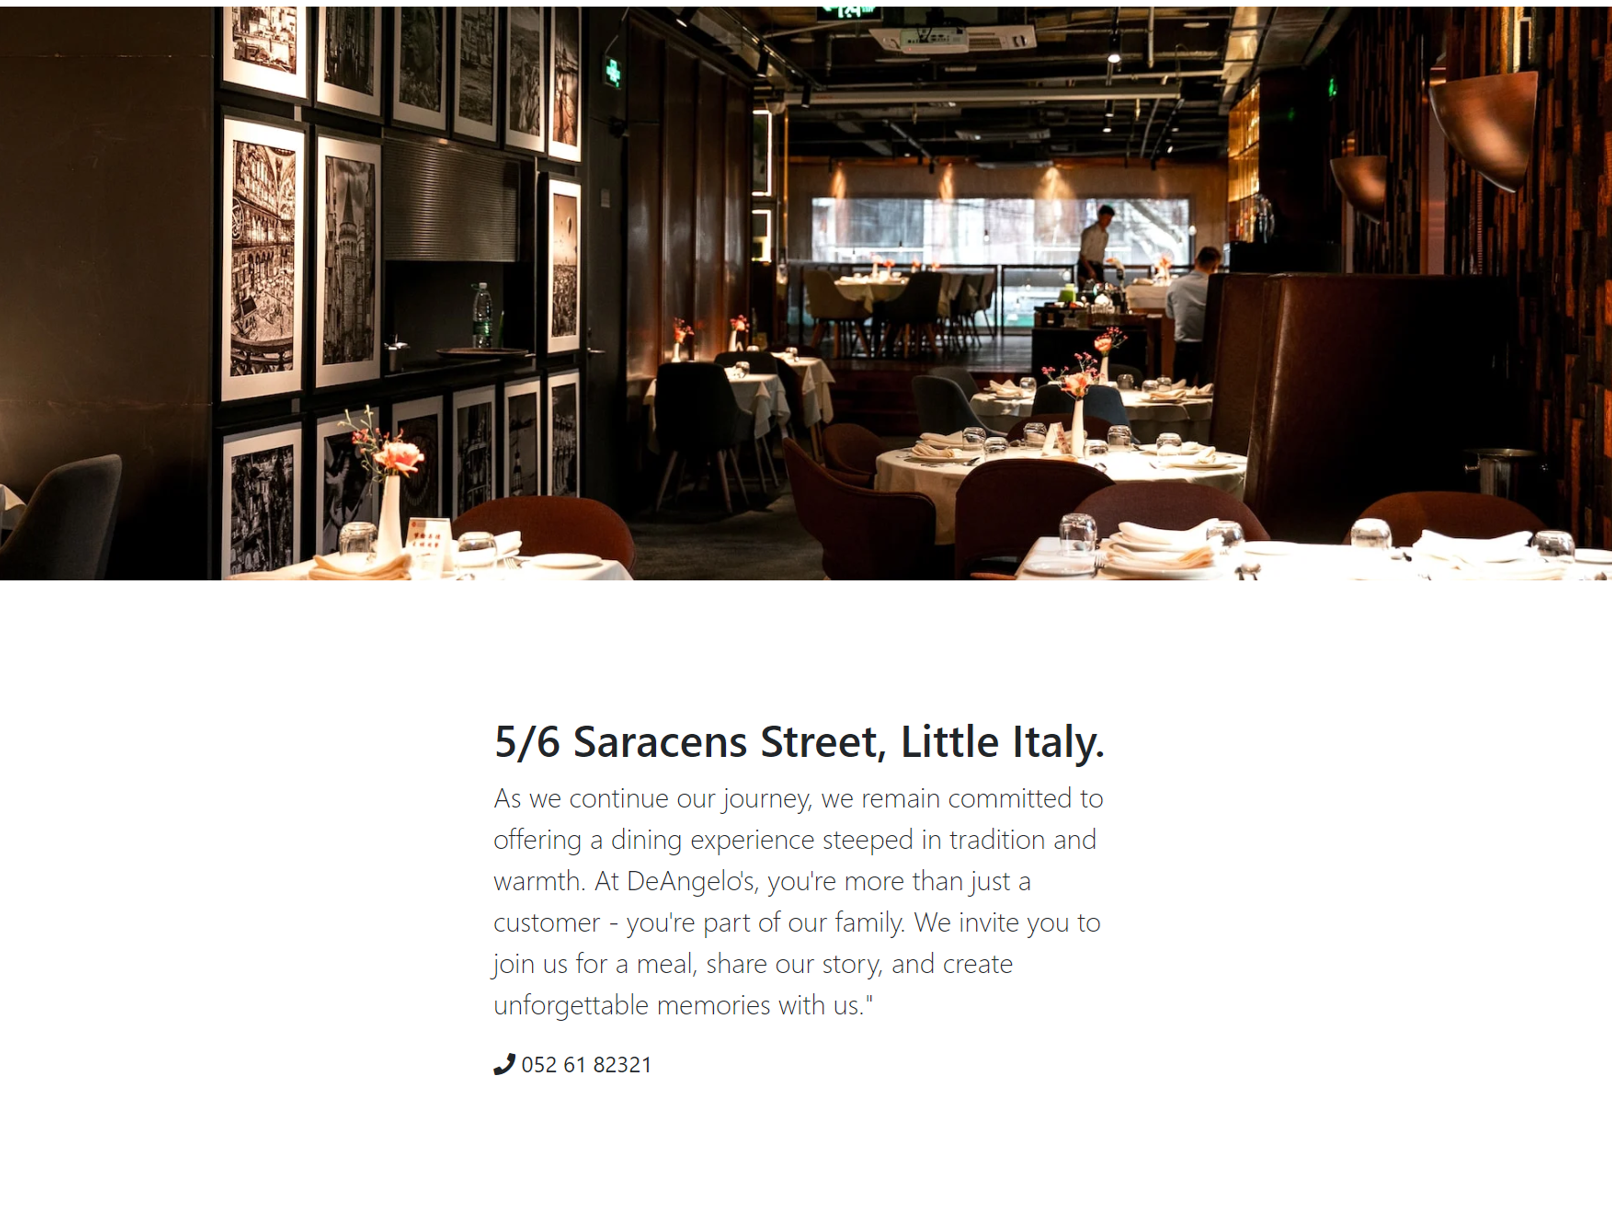 5/6 Saracens Street, Little Italy.
As we continue our journey, we remain committed to
offering a dining experience steeped in tradition and
warmth. At DeAngelo's, you're more than just a
customer - you're part of our family. We invite you to
join us for a meal, share our story, and create
unforgettable memories with us."
052 61 82321